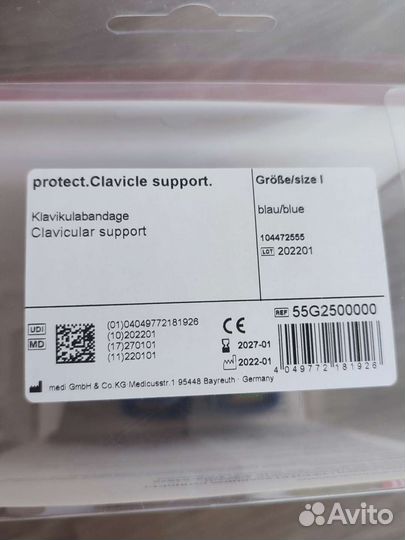 protect.Clavicle support.
Größe/size I
Klavikulabandage
Clavicular support
blau/blue
104472555
LOT 202201
UDI
MD
(01)04049772181926
(10)202201
(17)270101
(11)220101
CE
2027-01
2022-01
REF 55G2500000
4 049772 181926
medi GmbH & Co.KG·Medicusstr.1 95448 Bayreuth · Germany
Avito